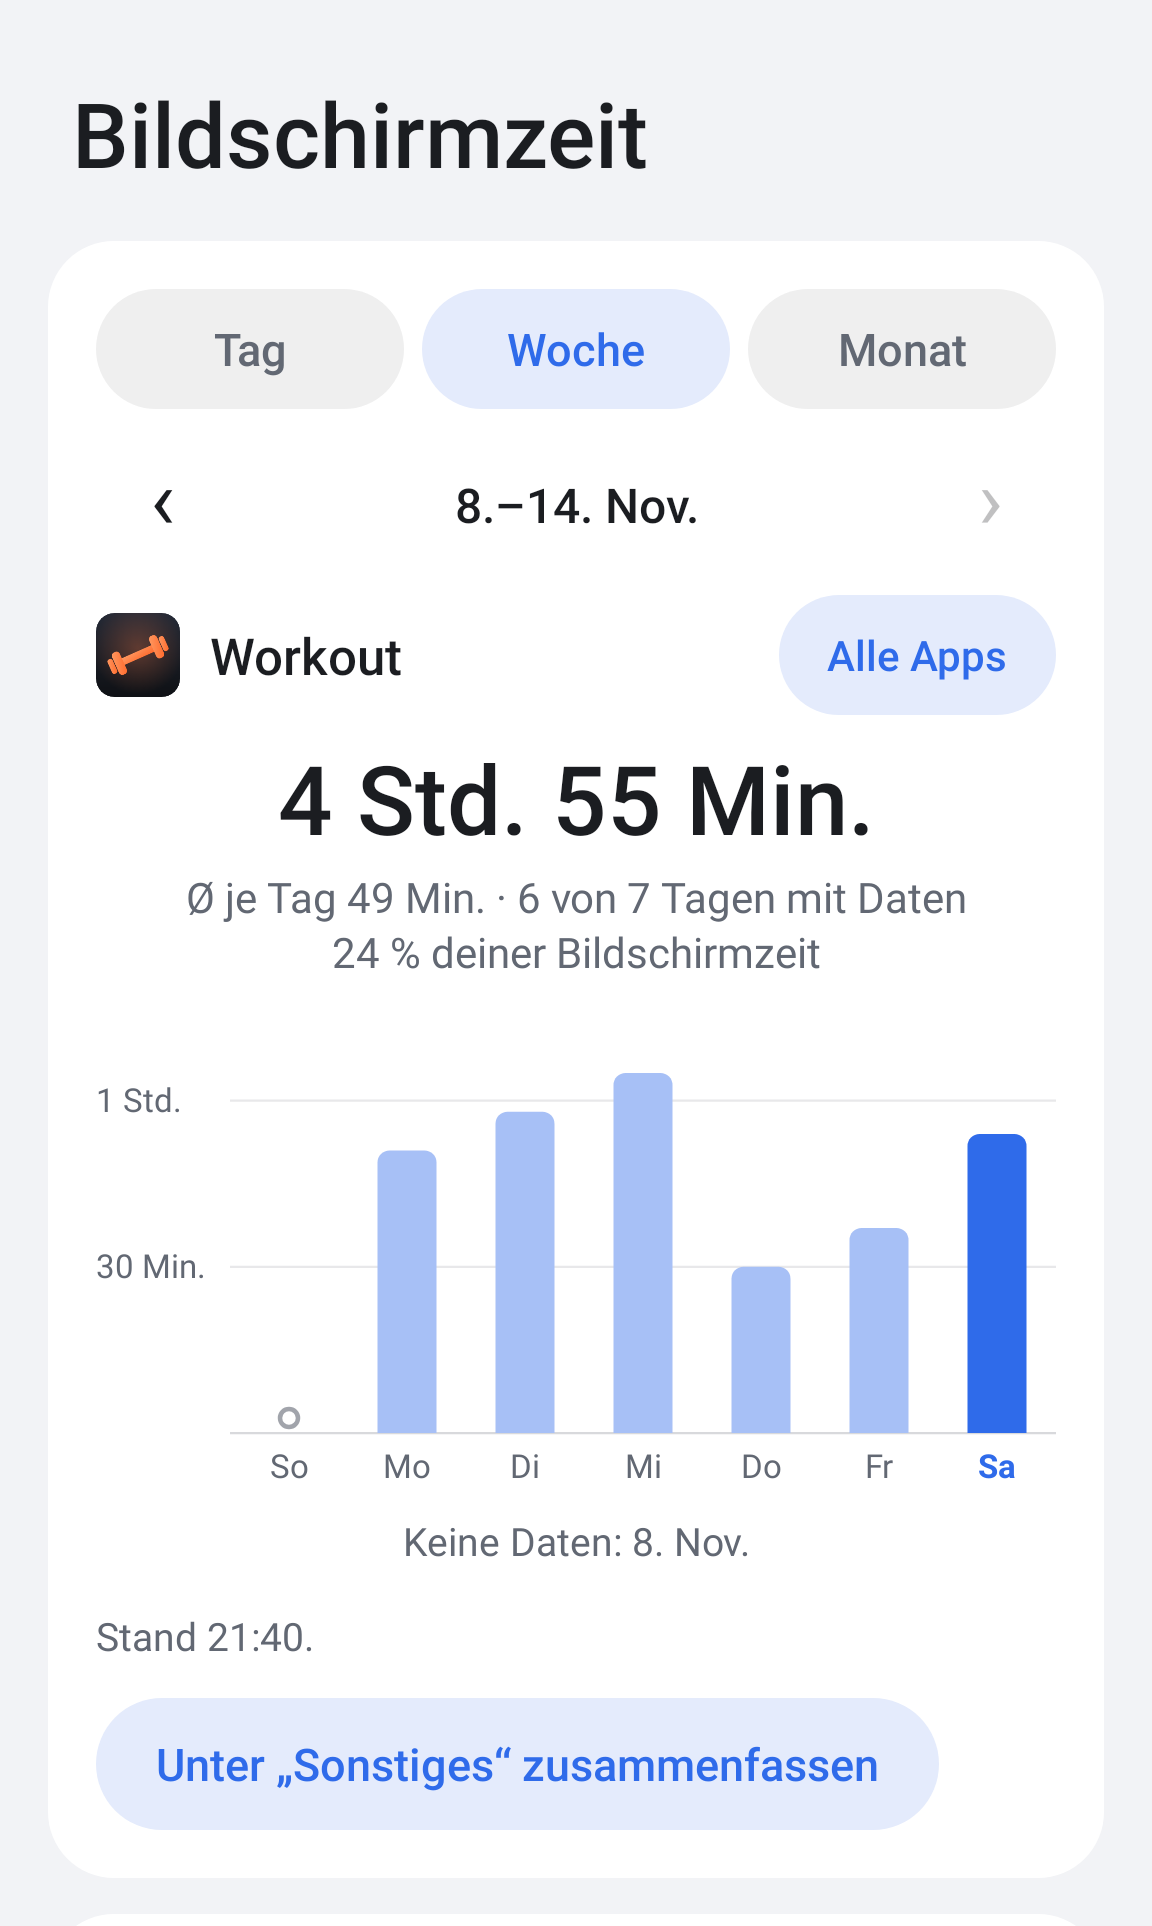 Bildschirmzeit
Tag
Woche
Monat
8.–14. Nov.
Workout
Alle Apps
4 Std. 55 Min.
Ø je Tag 49 Min. · 6 von 7 Tagen mit Daten
24 % deiner Bildschirmzeit
1 Std.
30 Min.
So
Mo
Di
Mi
Do
Fr
Sa
Keine Daten: 8. Nov.
Stand 21:40.
Unter „Sonstiges“ zusammenfassen